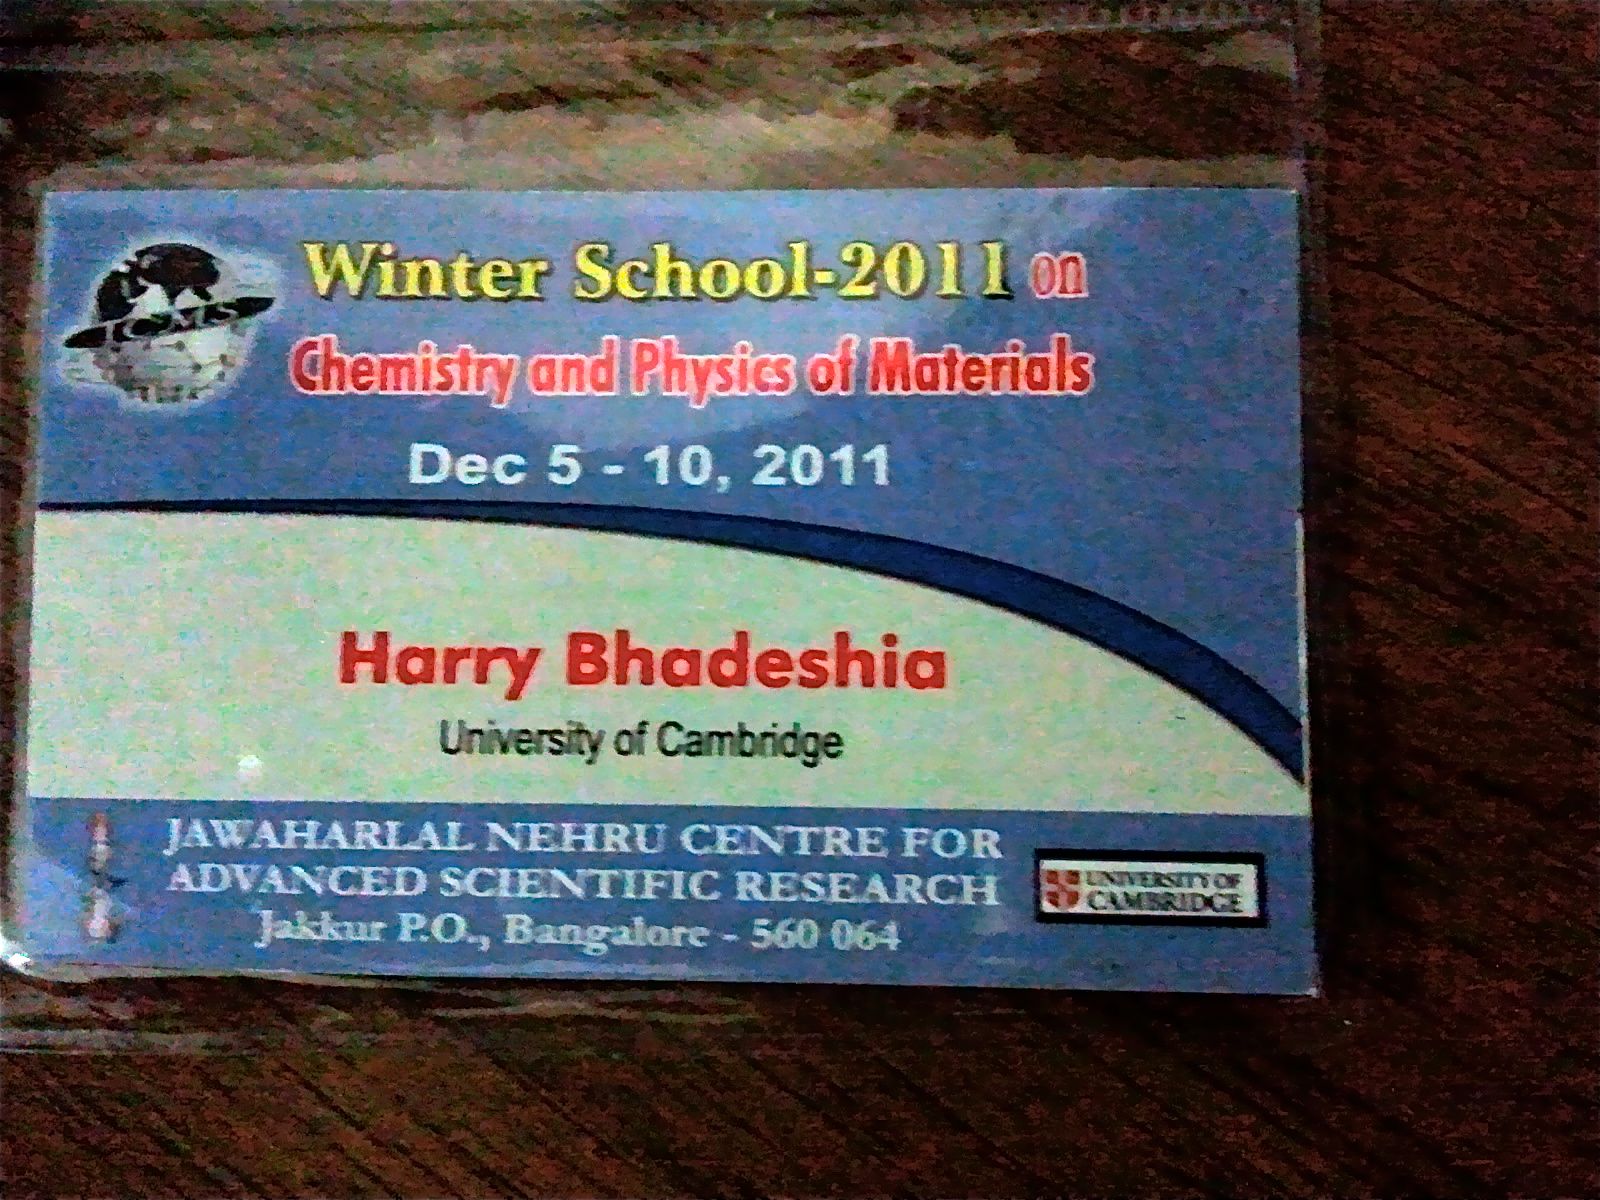 ICMS
Winter School-2011 on
Chemistry and Physics of Materials
Dec 5 - 10, 2011
Harry Bhadeshia
University of Cambridge
JAWAHARLAL NEHRU CENTRE FOR
ADVANCED SCIENTIFIC RESEARCH
Jakkur P.O., Bangalore - 560 064
UNIVERSITY OF
CAMBRIDGE